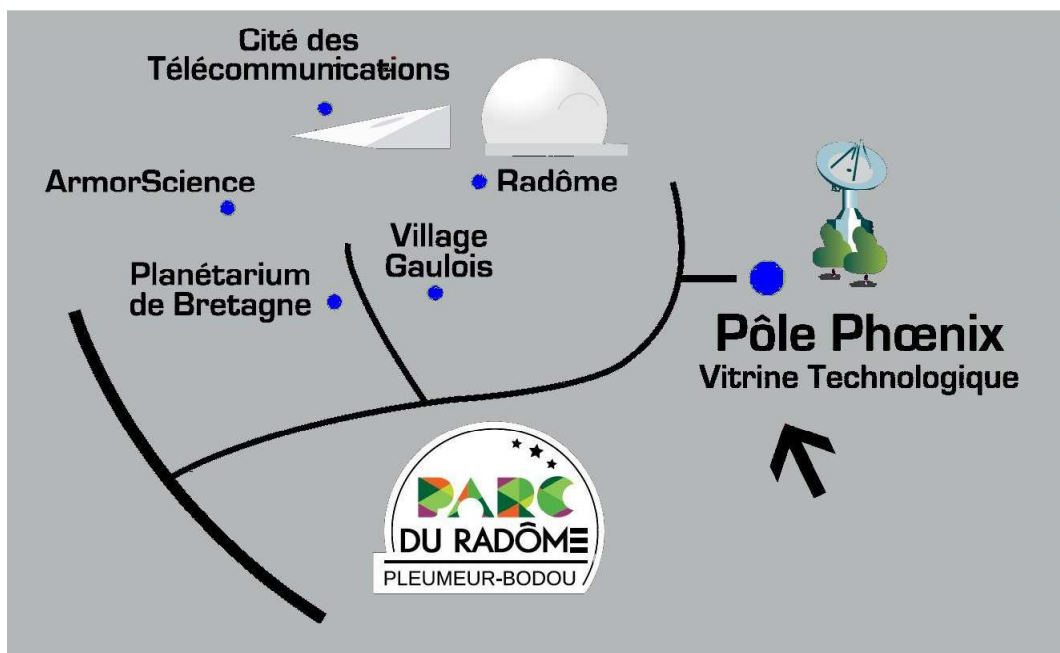 Cité des
Télécommunications
ArmorScience
Radôme
Village
Gaulois
Planétarium
de Bretagne
Pôle Phœnix
Vitrine Technologique
PARC
DU RADÔME
PLEUMEUR-BODOU